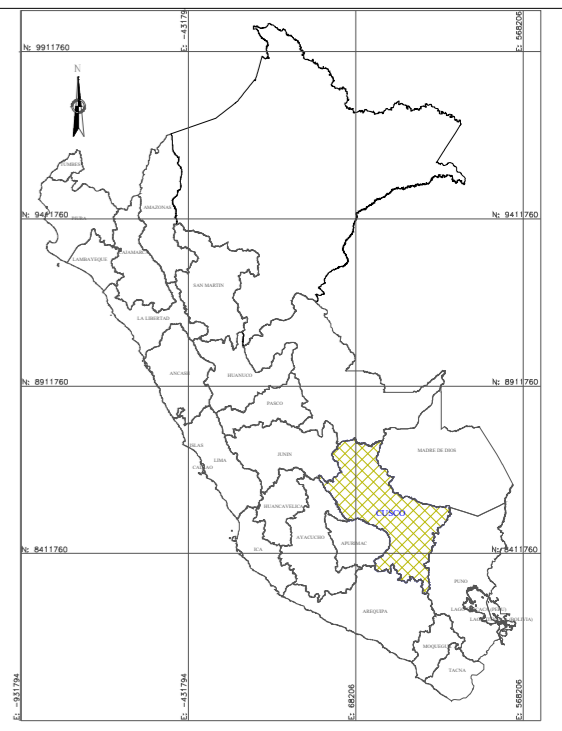 E: -431794
E: 568206
N: 9911760
N
TUMBES
AMAZONAS
N: 9411760
N: 9411760
PIURA
CAJAMARCA
LAMBAYEQUE
SAN MARTIN
LA LIBERTAD
ANCASH
HUANUCO
N: 8911760
N: 8911760
PASCO
ISLAS
LIMA
JUNIN
MADRE DE DIOS
CALLAO
HUANCAVELICA
CUSCO
AYACUCHO
APURIMAC
ICA
N: 8411760
N: 8411760
PUNO
AREQUIPA
MOQUEGUA
TACNA
E: -931794
E: -431794
E: 68206
E: 568206